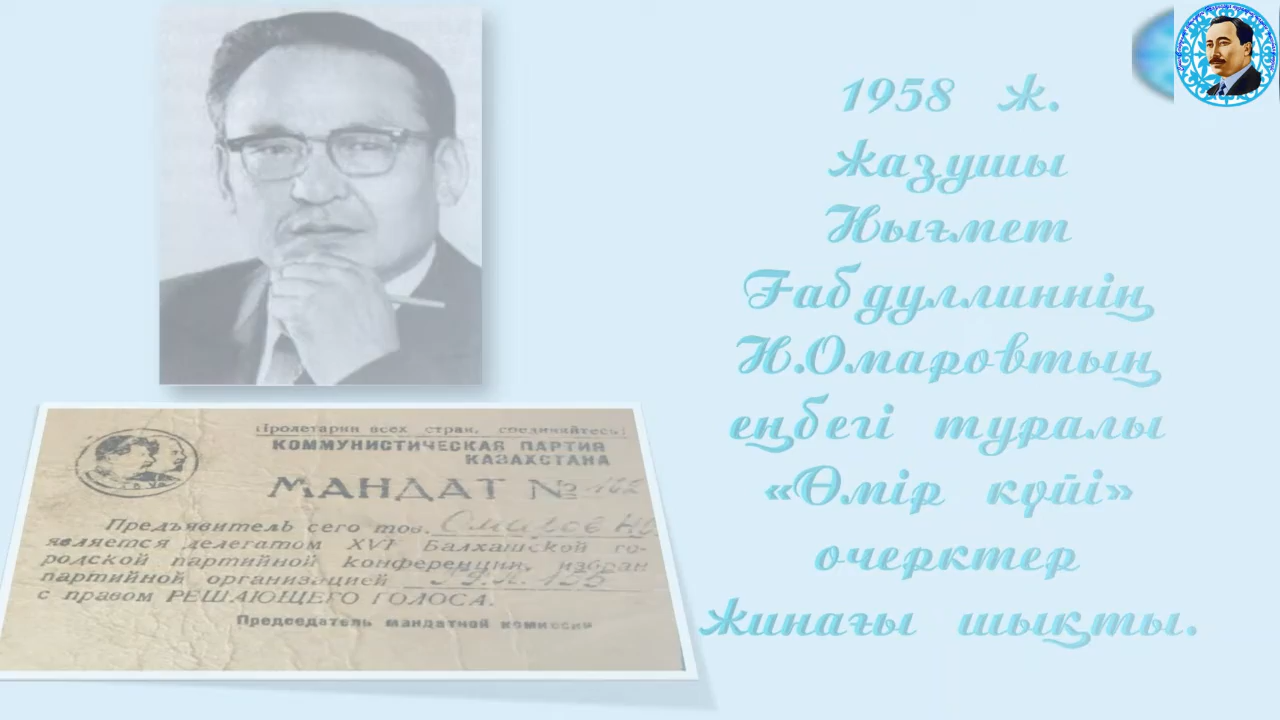 1958 ж.
Жазушы
Нығмет
Ғабдуллиннің
Н.Омаровтың
еңбегі туралы
«Өмір күйі»
очерктер
жинағы шықты.
Пролетарии всех стран, соединяйтесь!
КОММУНИСТИЧЕСКАЯ ПАРТИЯ
КАЗАХСТАНА
МАНДАТ №
Предъявитель сего тов.
является делегатом XVI Балхашской го-
родской партийной конференции, избран
партийной организацией
с правом РЕШАЮЩЕГО ГОЛОСА.
Председатель мандатной комиссии